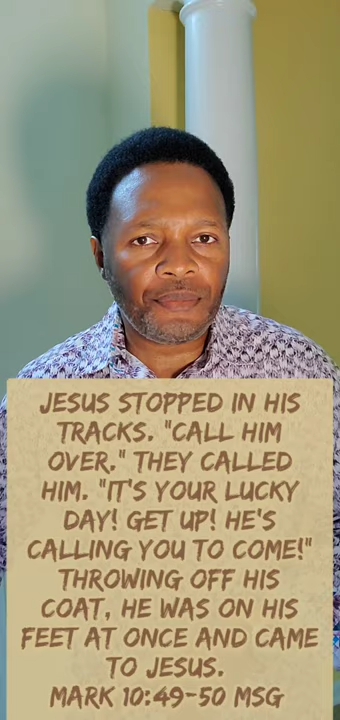 JESUS STOPPED IN HIS
TRACKS. "CALL HIM
OVER." THEY CALLED
HIM. "IT'S YOUR LUCKY
DAY! GET UP! HE'S
CALLING YOU TO COME!"
THROWING OFF HIS
COAT, HE WAS ON HIS
FEET AT ONCE AND CAME
TO JESUS.
MARK 10:49-50 MSG